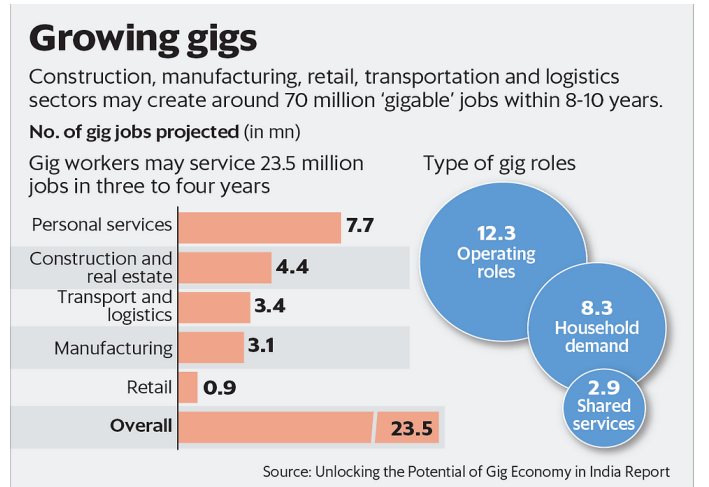 Growing gigs
Construction, manufacturing, retail, transportation and logistics
sectors may create around 70 million ‘gigable’ jobs within 8-10 years.
No. of gig jobs projected (in mn)
Gig workers may service 23.5 million
jobs in three to four years
Personal services 7.7
Construction and
real estate 4.4
Transport and
logistics 3.4
Manufacturing 3.1
Retail 0.9
Overall 23.5
Type of gig roles
12.3
Operating
roles
8.3
Household
demand
2.9
Shared
services
Source: Unlocking the Potential of Gig Economy in India Report